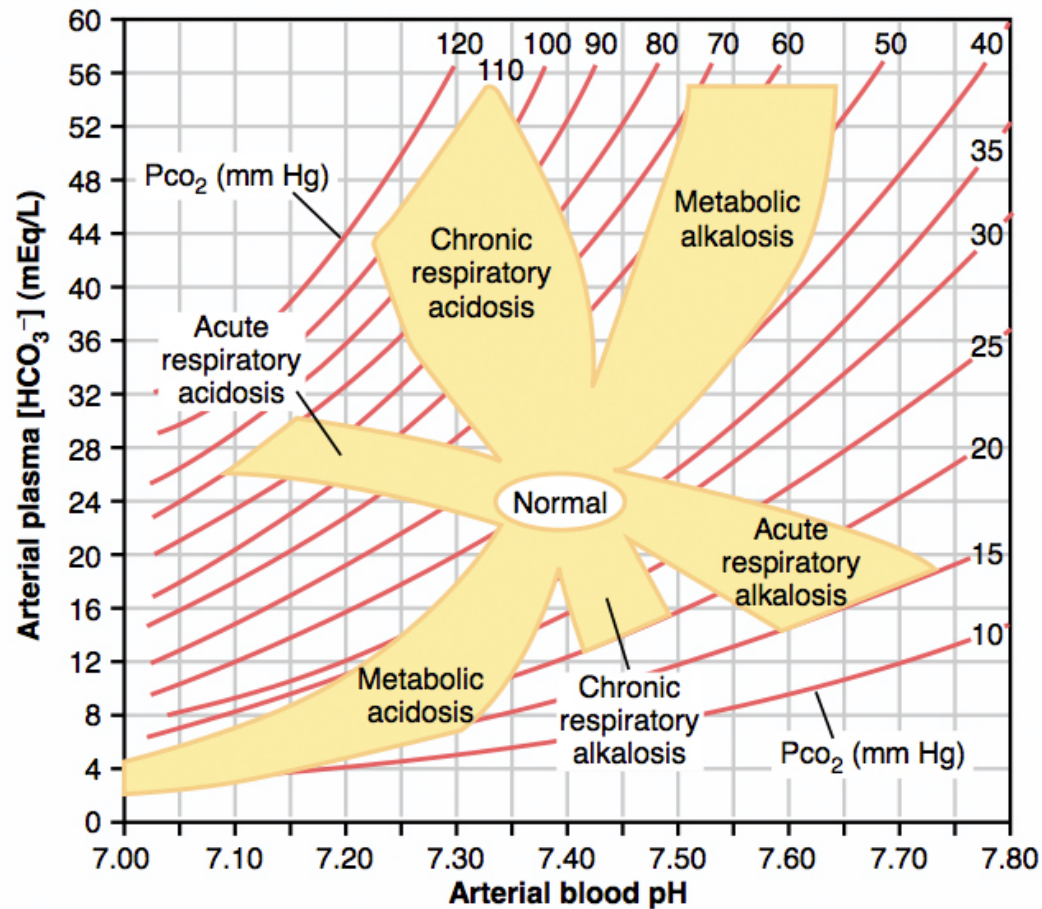 60
56
52
48
44
40
36
32
28
24
20
16
12
8
4
0
Arterial plasma [HCO₃⁻] (mEq/L)
120
110
100
90
80
70
60
50
40
35
30
25
20
15
10
Pco₂ (mm Hg)
Chronic
respiratory
acidosis
Metabolic
alkalosis
Acute
respiratory
acidosis
Normal
Acute
respiratory
alkalosis
Metabolic
acidosis
Chronic
respiratory
alkalosis
Pco₂ (mm Hg)
7.00
7.10
7.20
7.30
7.40
7.50
7.60
7.70
7.80
Arterial blood pH